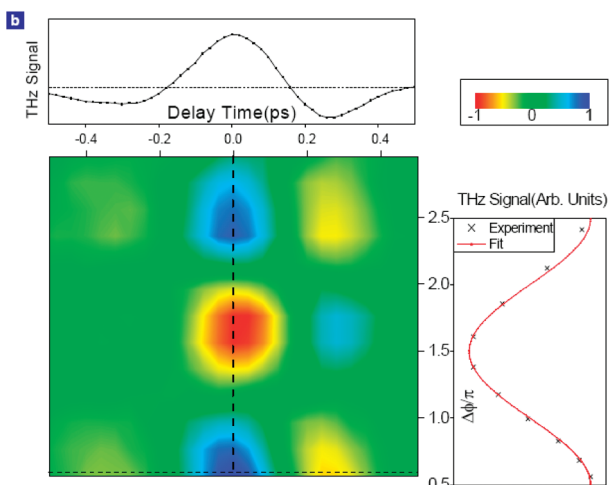 b
THz Signal
Delay Time(ps)
-0.4 -0.2 0.0 0.2 0.4
-1 0 1
THz Signal(Arb. Units)
× Experiment
Fit
2.5
2.0
1.5
1.0
0.5
Δϕ/π